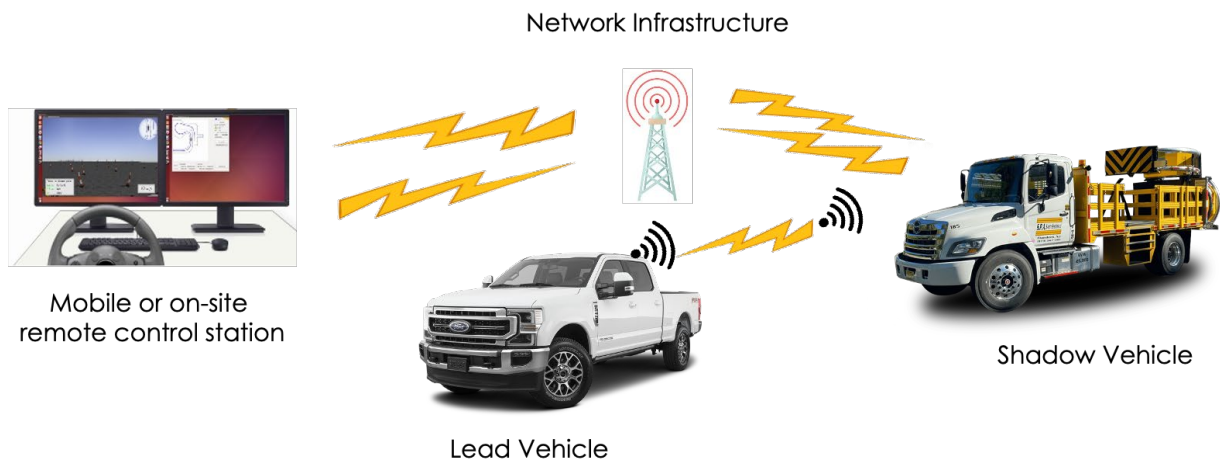 Network Infrastructure
Mobile or on-site
remote control station
Shadow Vehicle
Lead Vehicle